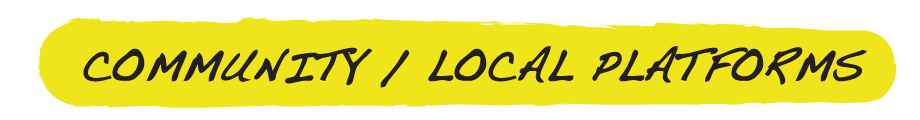 COMMUNITY / LOCAL PLATFORMS